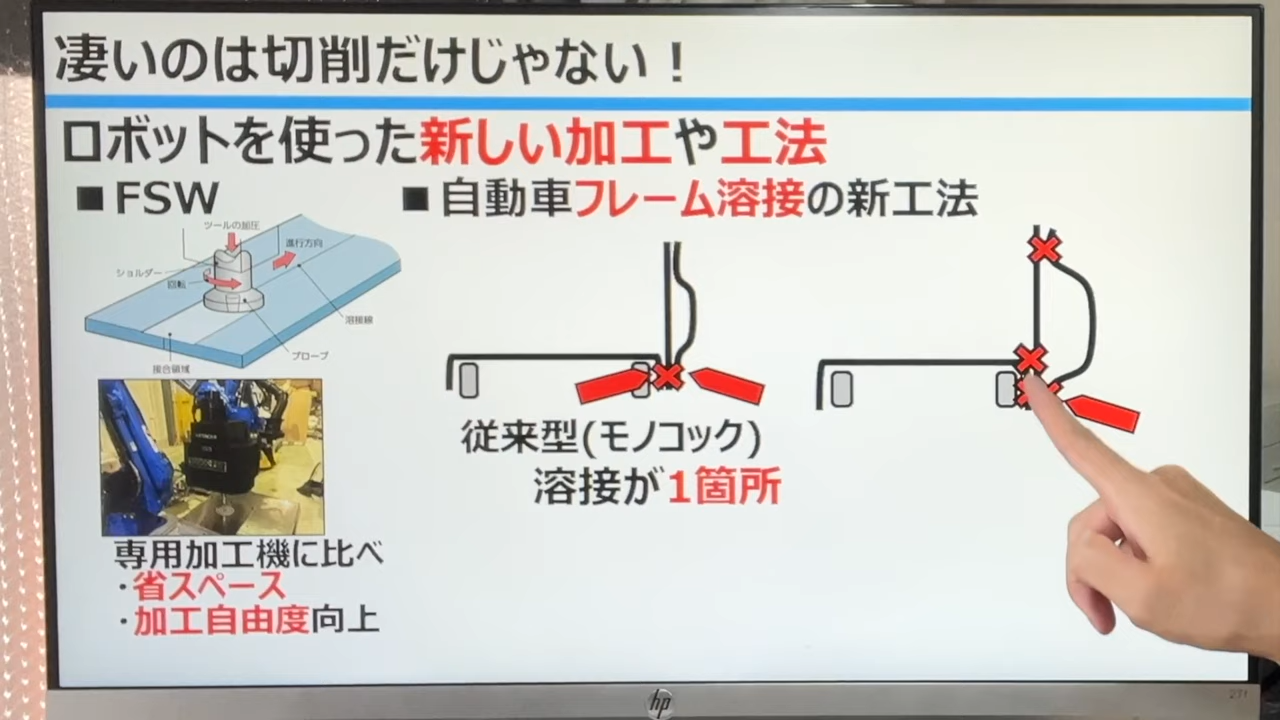 凄いのは切削だけじゃない！
ロボットを使った新しい加工や工法
■FSW
■自動車フレーム溶接の新工法
ツールの加圧
進行方向
ショルダー
回転
溶接線
プローブ
接合領域
従来型(モノコック)
溶接が1箇所
専用加工機に比べ
・省スペース
・加工自由度向上
hp
27f